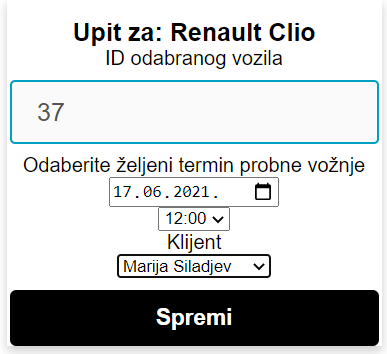 Upit za: Renault Clio
ID odabranog vozila
37
Odaberite željeni termin probne vožnje
17.06.2021.
12:00
Klijent
Marija Siladjev
Spremi